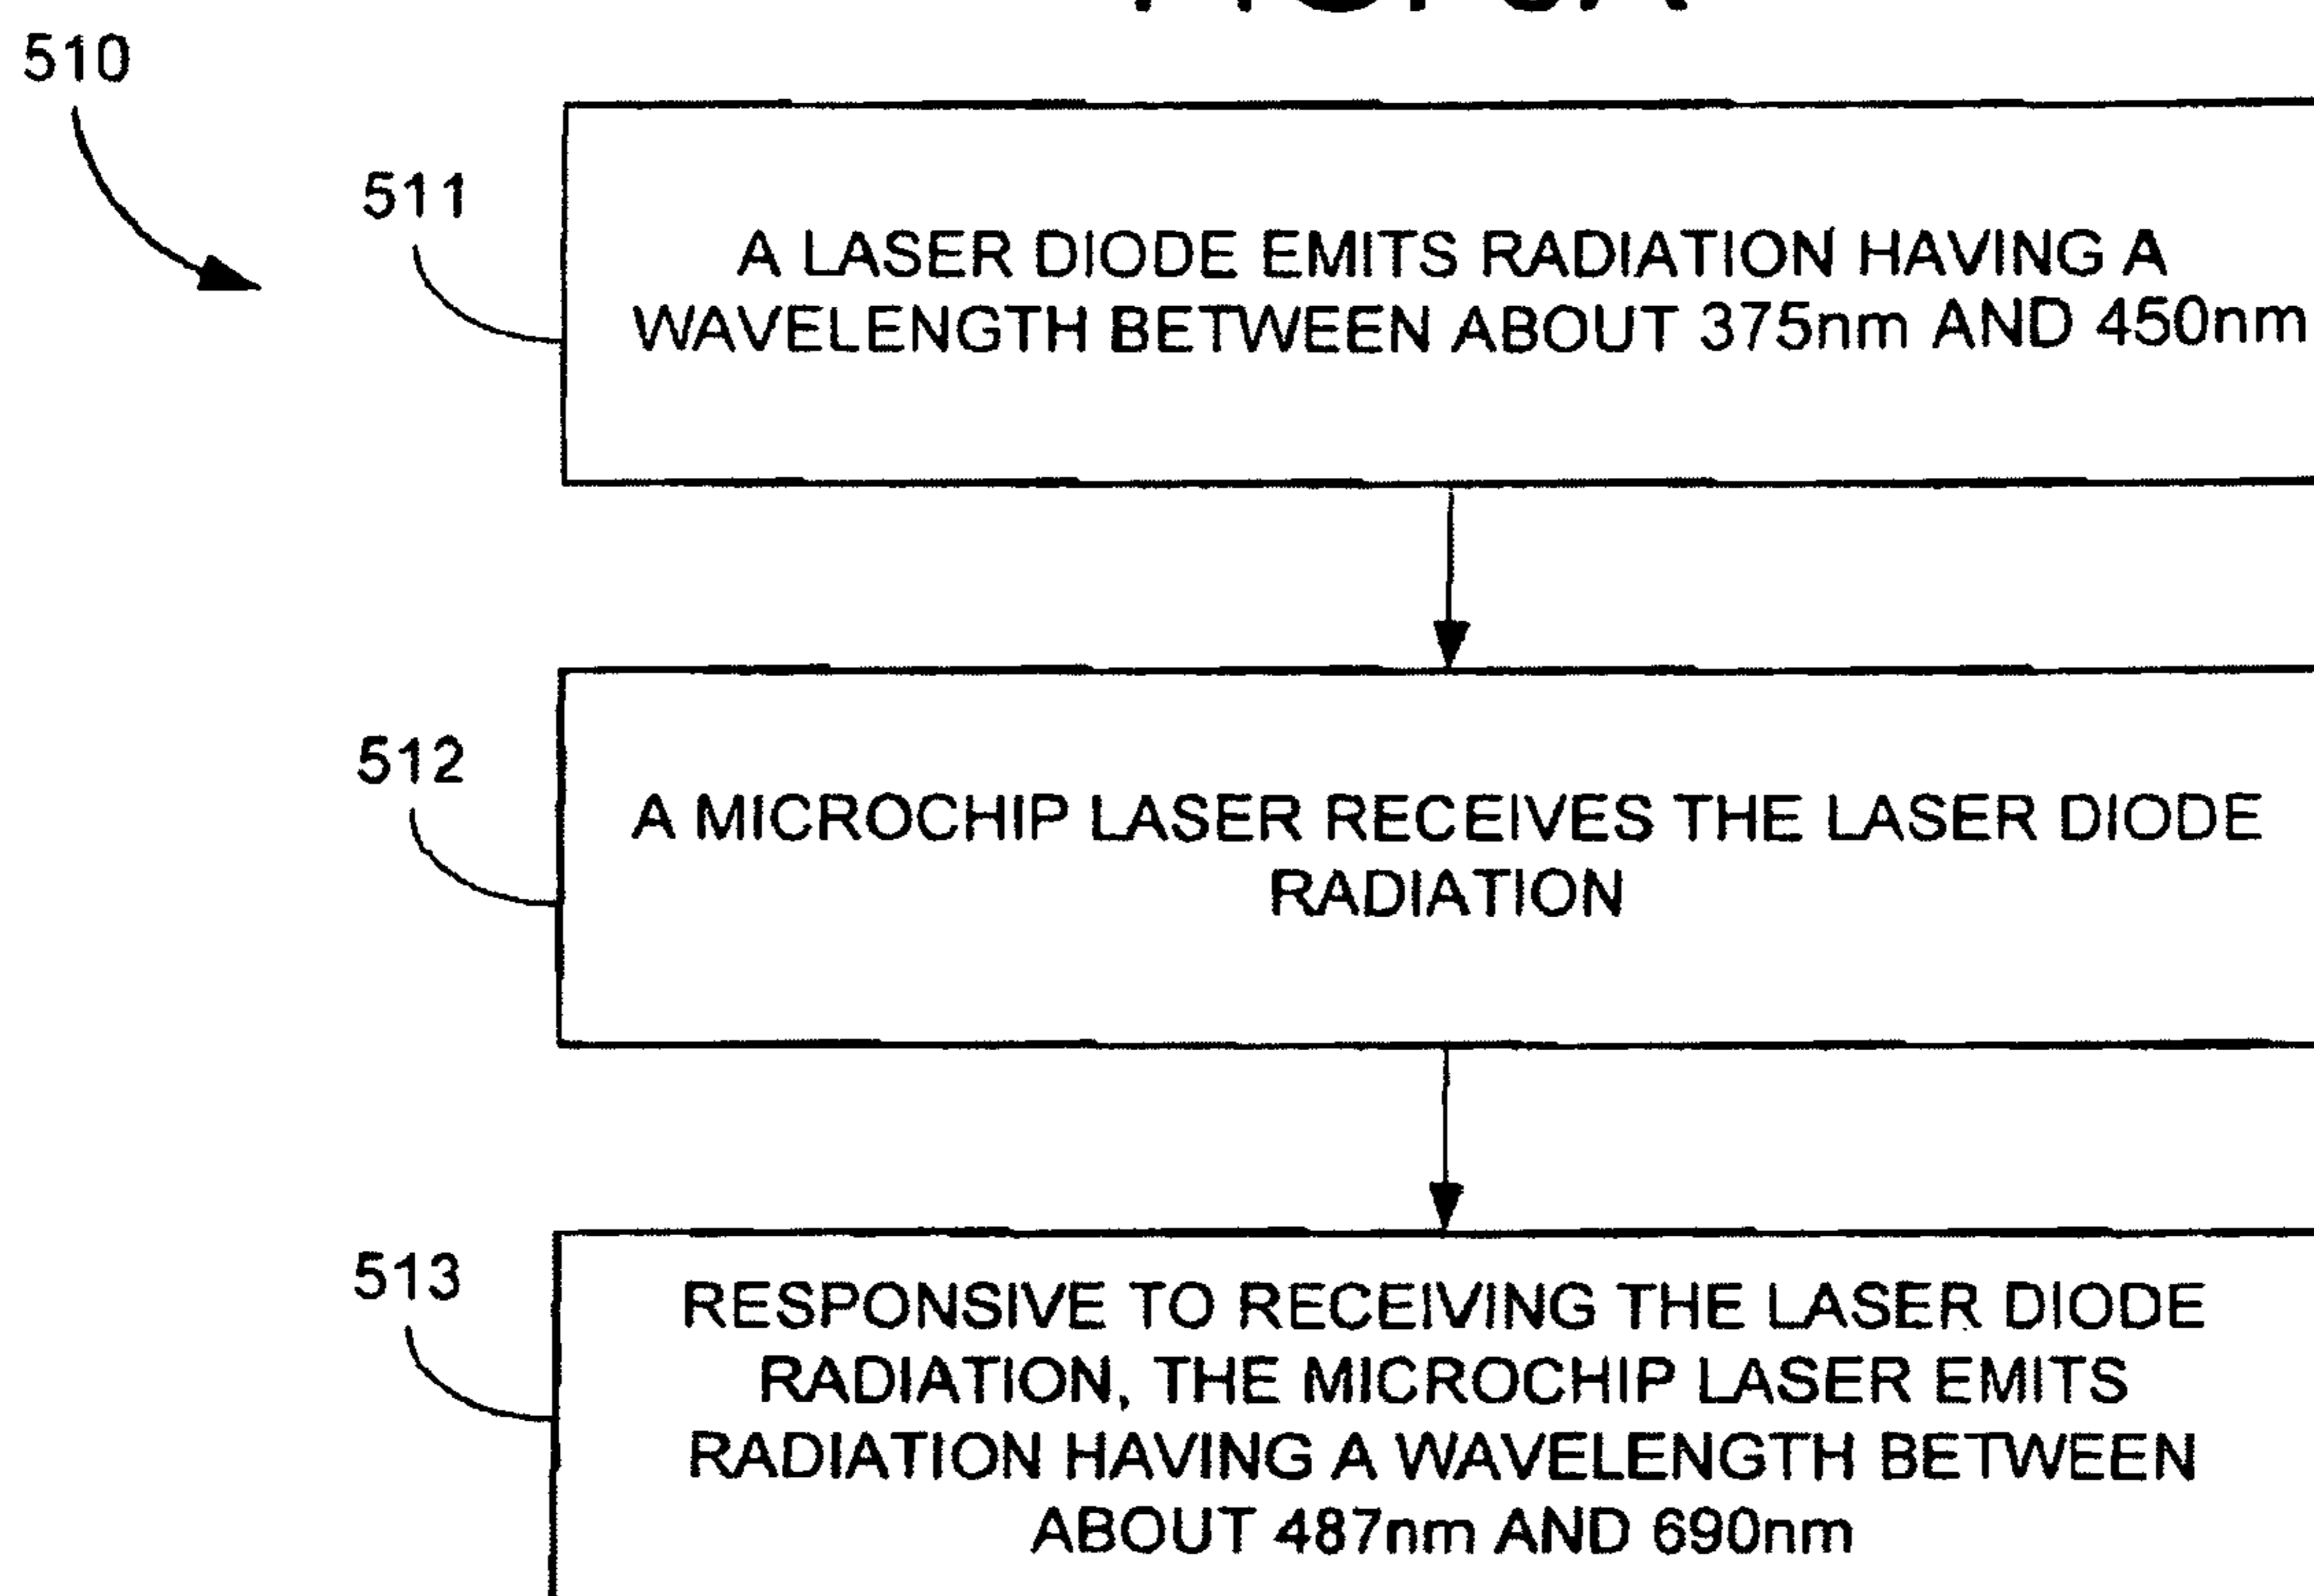 510
511
A LASER DIODE EMITS RADIATION HAVING A
WAVELENGTH BETWEEN ABOUT 375nm AND 450nm
512
A MICROCHIP LASER RECEIVES THE LASER DIODE
RADIATION
513
RESPONSIVE TO RECEIVING THE LASER DIODE
RADIATION, THE MICROCHIP LASER EMITS
RADIATION HAVING A WAVELENGTH BETWEEN
ABOUT 487nm AND 690nm